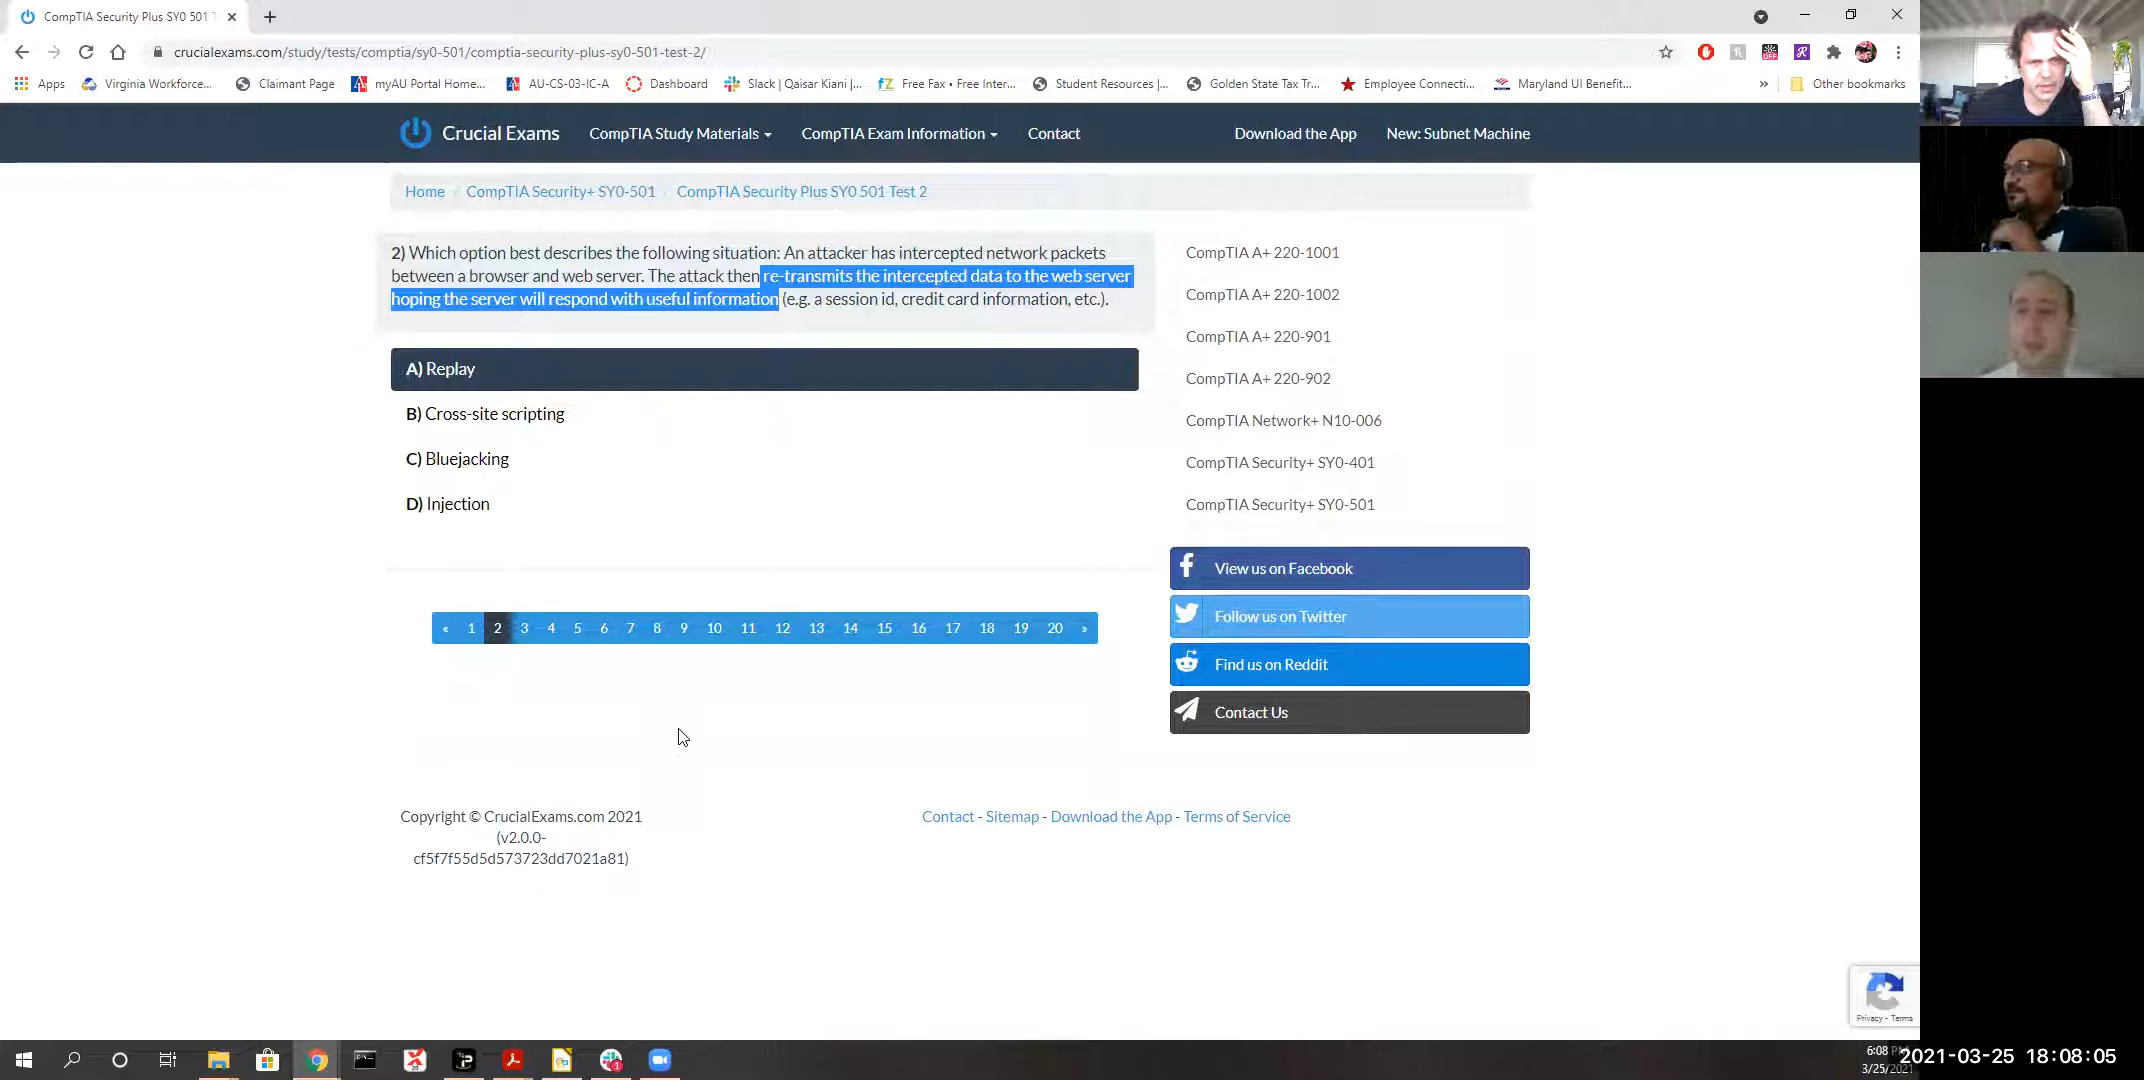 CompTIA Security Plus SY0 501 T
crucialexams.com/study/tests/comptia/sy0-501/comptia-security-plus-sy0-501-test-2/
Apps
Virginia Workforce...
Claimant Page
myAU Portal Home...
AU-CS-03-IC-A
Dashboard
Slack | Qaisar Kiani |...
Free Fax • Free Inter...
Student Resources |...
Golden State Tax Tr...
Employee Connecti...
Maryland UI Benefit...
»
Other bookmarks
Crucial Exams
CompTIA Study Materials
CompTIA Exam Information
Contact
Download the App
New: Subnet Machine
Home / CompTIA Security+ SY0-501 / CompTIA Security Plus SY0 501 Test 2
2) Which option best describes the following situation: An attacker has intercepted network packets
between a browser and web server. The attack then re-transmits the intercepted data to the web server
hoping the server will respond with useful information (e.g. a session id, credit card information, etc.).
A) Replay
B) Cross-site scripting
C) Bluejacking
D) Injection
« 1 2 3 4 5 6 7 8 9 10 11 12 13 14 15 16 17 18 19 20 »
CompTIA A+ 220-1001
CompTIA A+ 220-1002
CompTIA A+ 220-901
CompTIA A+ 220-902
CompTIA Network+ N10-006
CompTIA Security+ SY0-401
CompTIA Security+ SY0-501
View us on Facebook
Follow us on Twitter
Find us on Reddit
Contact Us
Copyright © CrucialExams.com 2021
(v2.0.0-
cf5f7f55d5d573723dd7021a81)
Contact - Sitemap - Download the App - Terms of Service
Privacy - Terms
6:08 PM
3/25/2021
2021-03-25 18:08:05